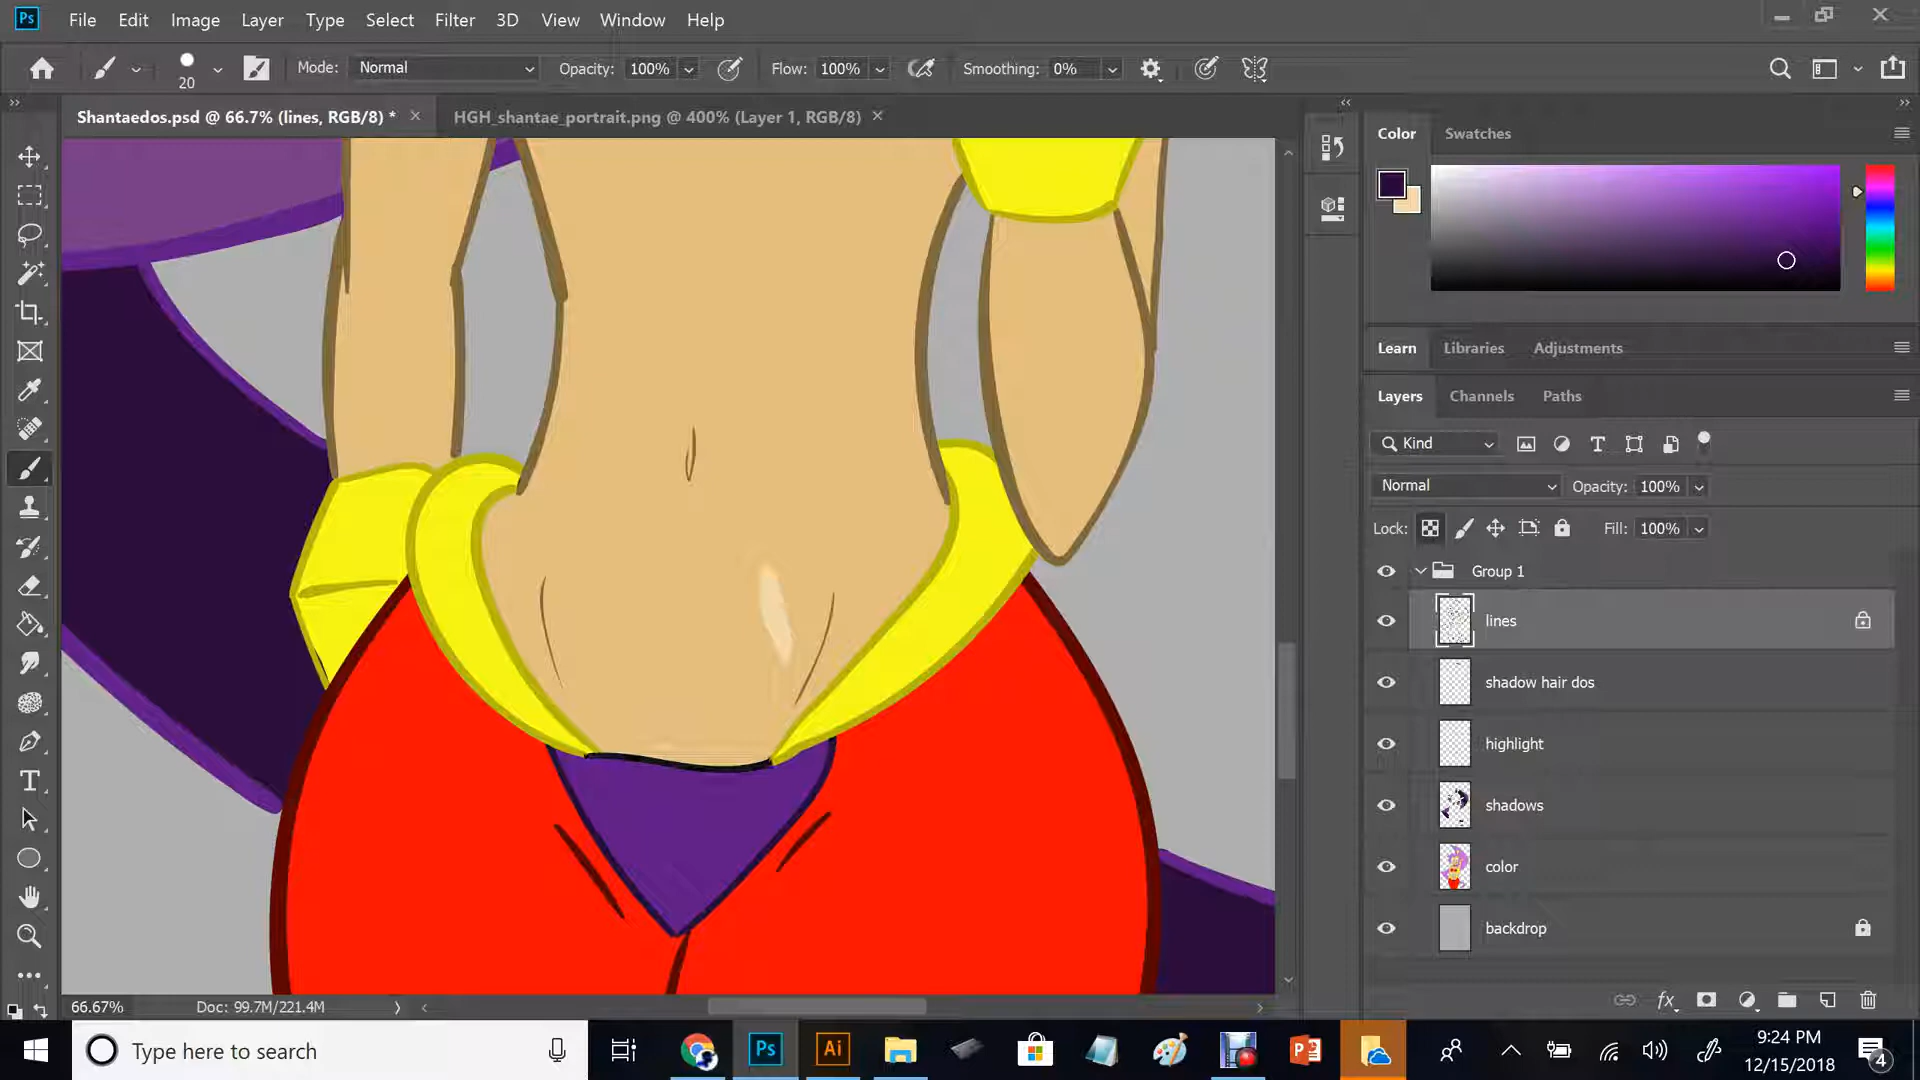 Ps File Edit Image Layer Type Select Filter 3D View Window Help
20 Mode: Normal Opacity: 100% Flow: 100% Smoothing: 0%
Shantaedos.psd @ 66.7% (lines, RGB/8) * × HGH_shantae_portrait.png @ 400% (Layer 1, RGB/8) ×
Color Swatches
Learn Libraries Adjustments
Layers Channels Paths
Kind
Normal Opacity: 100%
Lock: Fill: 100%
Group 1
lines
shadow hair dos
highlight
shadows
color
backdrop
66.67% Doc: 99.7M/221.4M
fx
Type here to search
Ps Ai
9:24 PM
12/15/2018
4